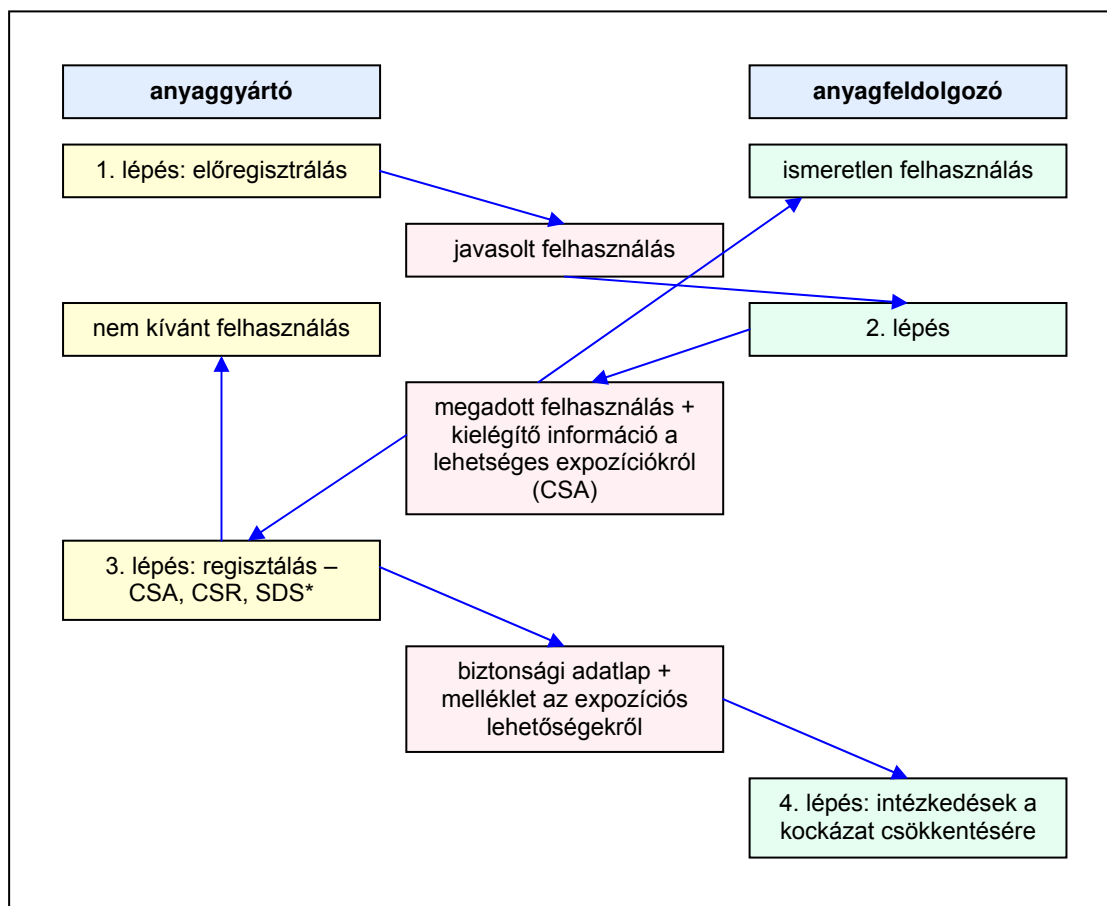 anyaggyártó
anyagfeldolgozó
1. lépés: előregisztrálás
ismeretlen felhasználás
javasolt felhasználás
nem kívánt felhasználás
2. lépés
megadott felhasználás +
kielégítő információ a
lehetséges expozíciókról
(CSA)
3. lépés: regisztálás –
CSA, CSR, SDS*
biztonsági adatlap +
melléklet az expozíciós
lehetőségekről
4. lépés: intézkedések a
kockázat csökkentésére